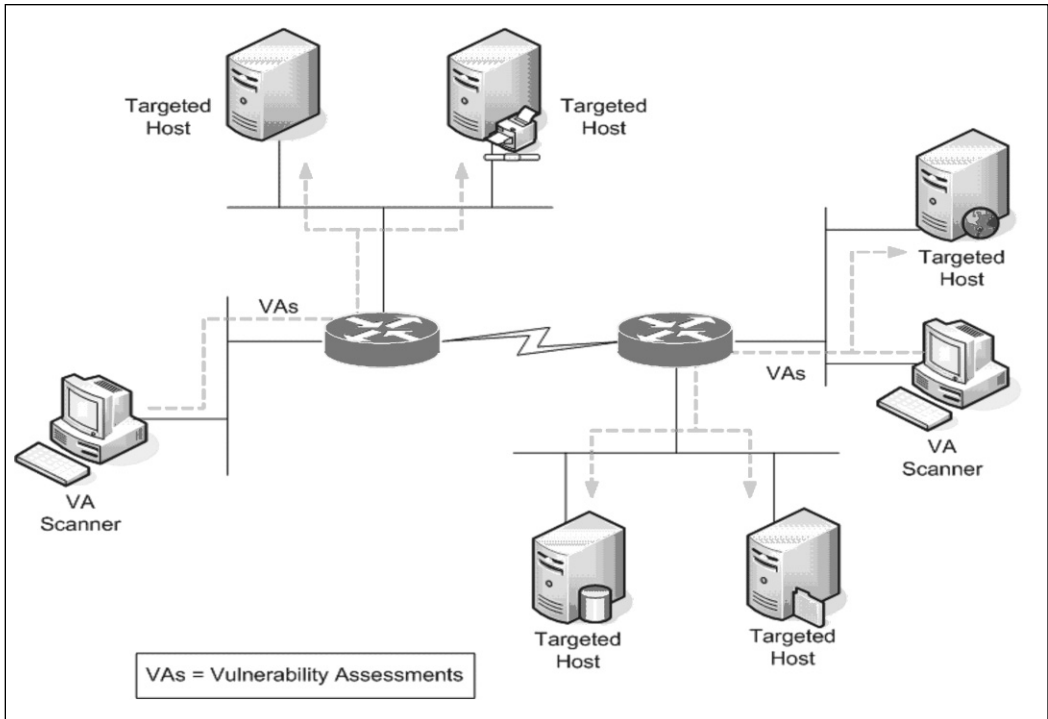 Targeted
Host
Targeted
Host
Targeted
Host
VAs
VAs
VA
Scanner
VA
Scanner
Targeted
Host
Targeted
Host
VAs = Vulnerability Assessments